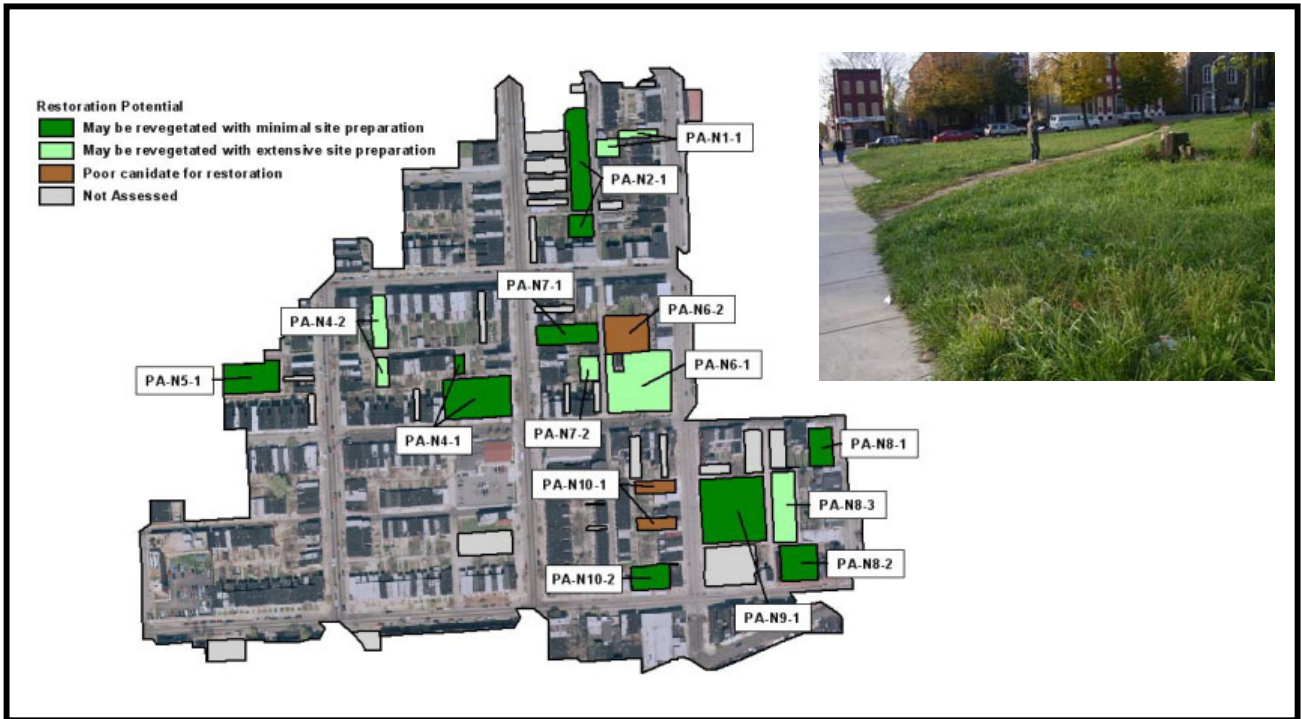 Restoration Potential
May be revegetated with minimal site preparation
May be revegetated with extensive site preparation
Poor canidate for restoration
Not Assessed
PA-N1-1
PA-N2-1
PA-N7-1
PA-N6-2
PA-N4-2
PA-N6-1
PA-N5-1
PA-N4-1
PA-N7-2
PA-N8-1
PA-N10-1
PA-N8-3
PA-N8-2
PA-N10-2
PA-N9-1